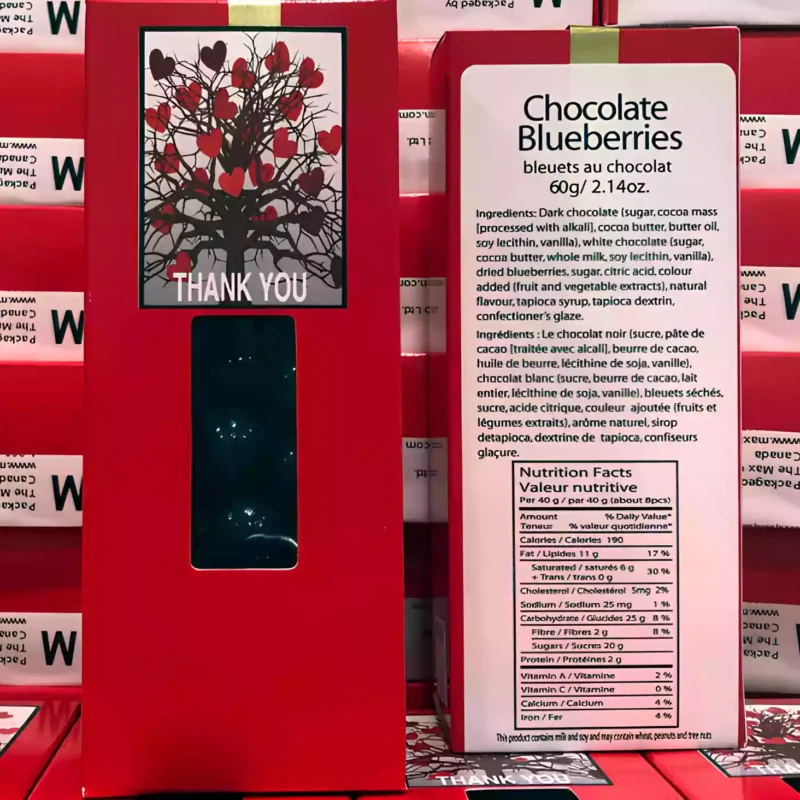 THANK YOU
Chocolate
Blueberries
bleuets au chocolat
60g/ 2.14oz.
Ingredients: Dark chocolate (sugar, cocoa mass
[processed with alkali], cocoa butter, butter oil,
soy lecithin, vanilla), white chocolate (sugar,
cocoa butter, whole milk, soy lecithin, vanilla),
dried blueberries, sugar, citric acid, colour
added (fruit and vegetable extracts), natural
flavour, tapioca syrup, tapioca dextrin,
confectioner's glaze.
Ingrédients : Le chocolat noir (sucre, pâte de
cacao [traitée avec alcali], beurre de cacao,
huile de beurre, lécithine de soja, vanille),
chocolat blanc (sucre, beurre de cacao, lait
entier, lécithine de soja, vanille), bleuets séchés,
sucre, acide citrique, couleur ajoutée (fruits et
légumes extraits), arôme naturel, sirop
detapioca, dextrine de tapioca, confiseurs
glaçure.
Nutrition Facts
Valeur nutritive
Per 40 g / par 40 g (about 8pcs)
Amount % Daily Value*
Teneur % valeur quotidienne*
Calories / Calories 190
Fat / Lipides 11 g 17 %
Saturated / saturés 6 g 30 %
+ Trans / trans 0 g
Cholesterol / Cholestérol 5mg 2%
Sodium / Sodium 25 mg 1 %
Carbohydrate / Glucides 25 g 8 %
Fibre / Fibres 2 g 8 %
Sugars / Sucres 20 g
Protein / Protéines 2 g
Vitamin A / Vitamine 2 %
Vitamin C / Vitamine 0 %
Calcium / Calcium 4 %
Iron / Fer 4 %
This product contains milk and soy and may contain wheat, peanuts and tree nuts
THANK YOU